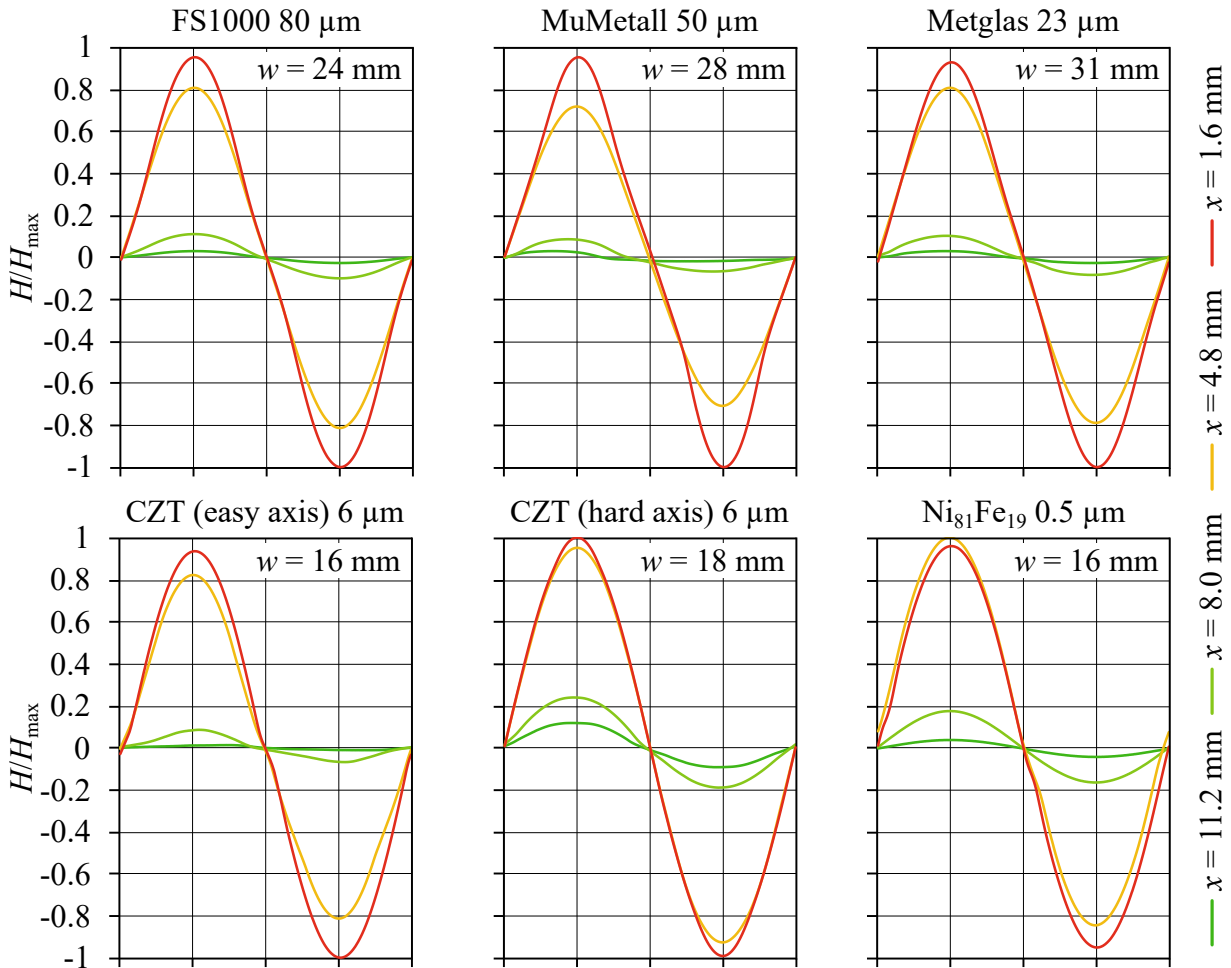 FS1000 80 µm
MuMetall 50 µm
Metglas 23 µm
w = 24 mm
w = 28 mm
w = 31 mm
1
0.8
0.6
0.4
0.2
0
-0.2
-0.4
-0.6
-0.8
-1
H/Hmax
CZT (easy axis) 6 µm
CZT (hard axis) 6 µm
Ni81Fe19 0.5 µm
w = 16 mm
w = 18 mm
w = 16 mm
1
0.8
0.6
0.4
0.2
0
-0.2
-0.4
-0.6
-0.8
-1
H/Hmax
x = 11.2 mm
x = 8.0 mm
x = 4.8 mm
x = 1.6 mm